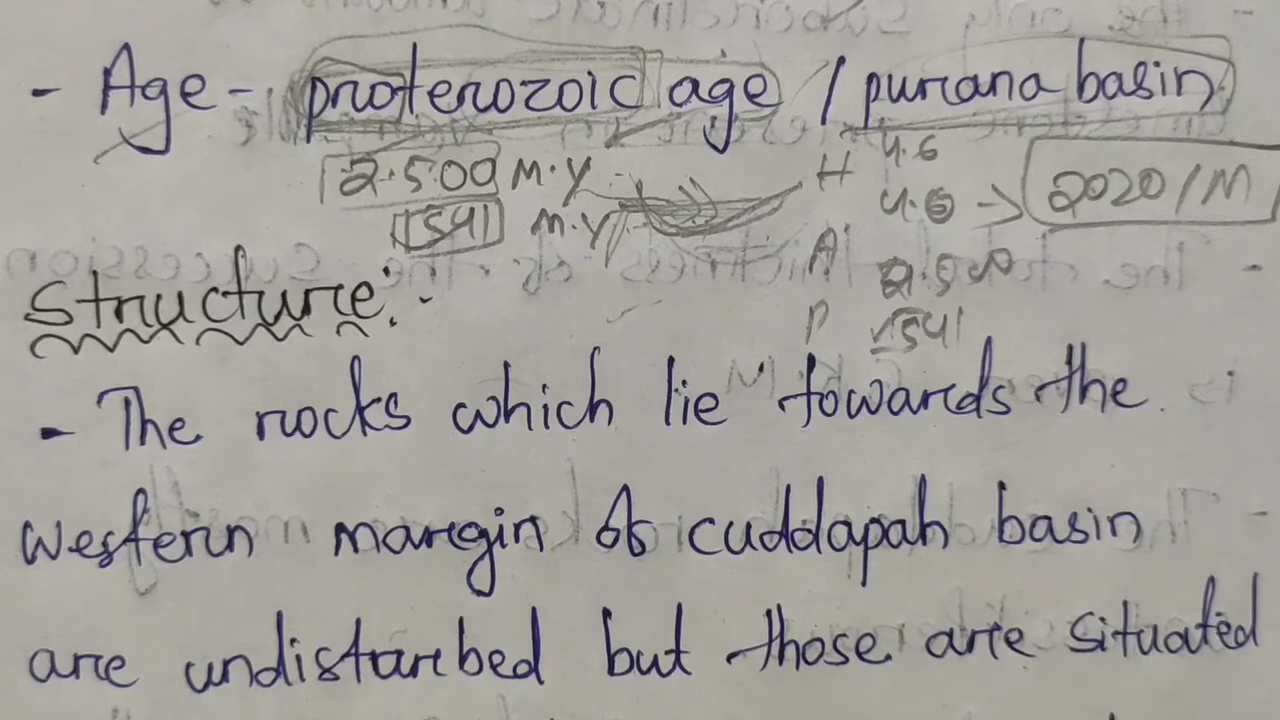 - Age - proterozoic age / purana basin
2.500 m.y H 4.6
541 m.y 4.6 → 2020/M
A 2.500
P 541
Structure:-
- The rocks which lie towards the
western margin of cuddapah basin
are undistarbed but those are situated